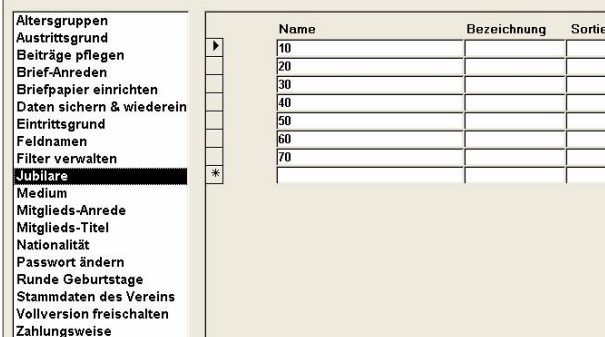 Altersgruppen
Austrittsgrund
Beiträge pflegen
Brief-Anreden
Briefpapier einrichten
Daten sichern & wiederein
Eintrittsgrund
Feldnamen
Filter verwalten
Jubilare
Medium
Mitglieds-Anrede
Mitglieds-Titel
Nationalität
Passwort ändern
Runde Geburtstage
Stammdaten des Vereins
Vollversion freischalten
Zahlungsweise
Name Bezeichnung Sortie
10
20
30
40
50
60
70